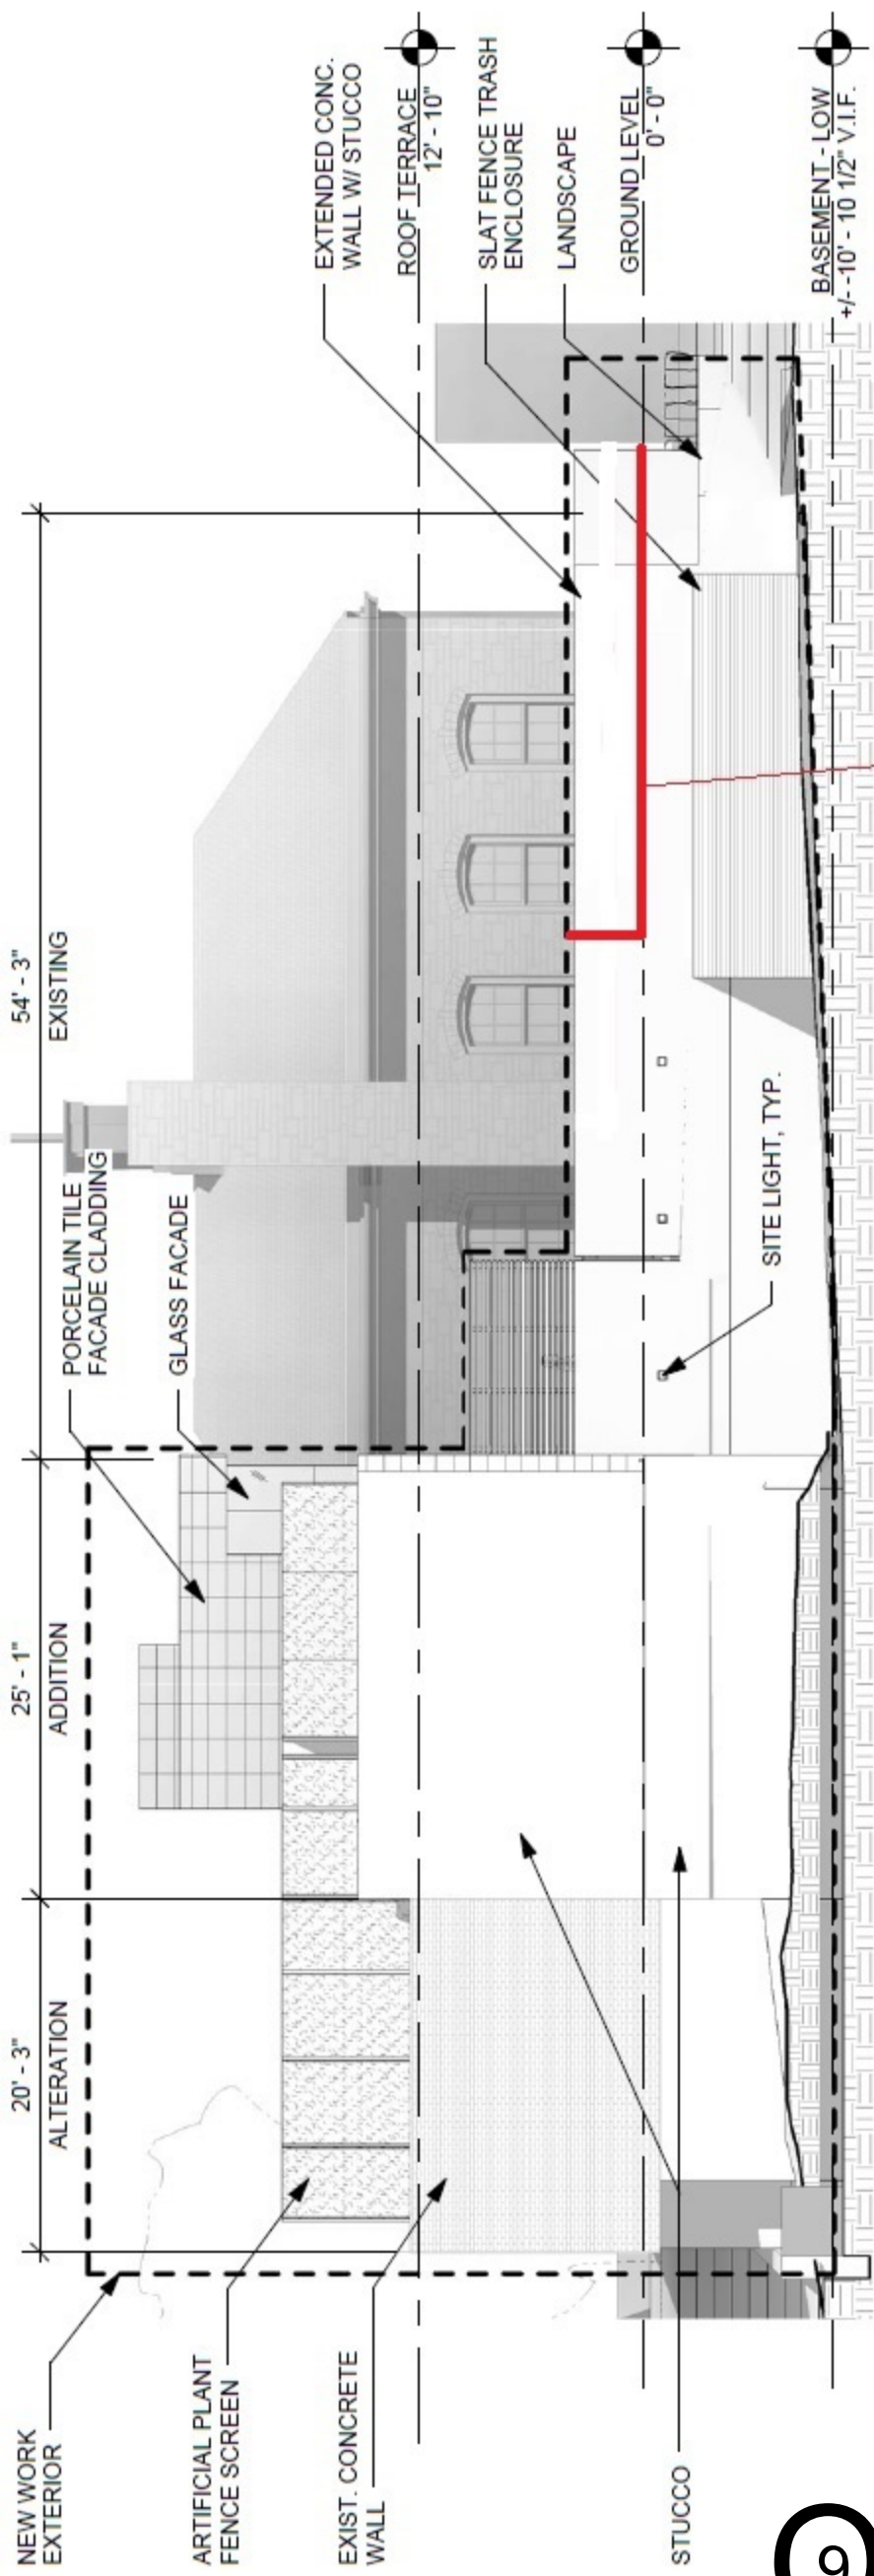 20' - 3"
ALTERATION
25' - 1"
ADDITION
54' - 3"
EXISTING
NEW WORK
EXTERIOR
PORCELAIN TILE
FACADE CLADDING
GLASS FACADE
ARTIFICIAL PLANT
FENCE SCREEN
EXIST. CONCRETE
WALL
STUCCO
SITE LIGHT, TYP.
EXTENDED CONC.
WALL W/ STUCCO
ROOF TERRACE
12' - 10"
SLAT FENCE TRASH
ENCLOSURE
LANDSCAPE
GROUND LEVEL
0' - 0"
BASEMENT - LOW
+/- -10' - 10 1/2" V.I.F.
9